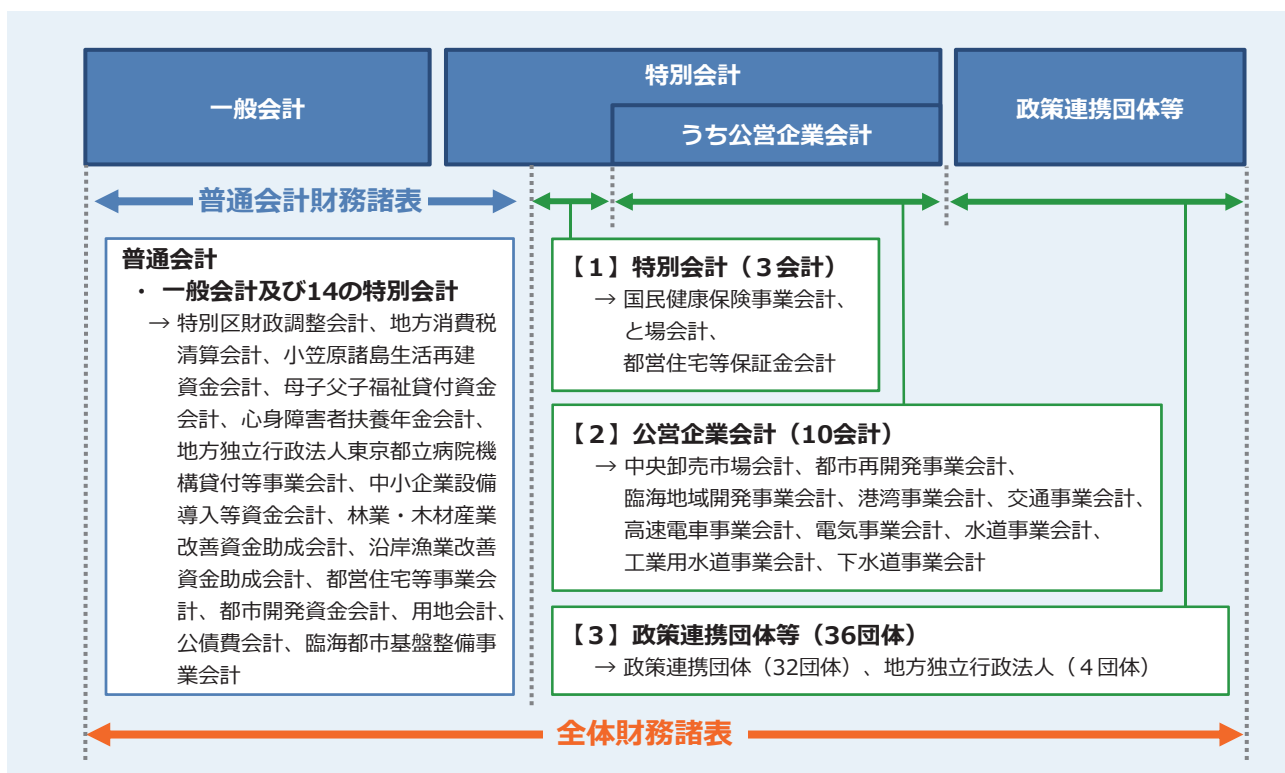 一般会計
特別会計
うち公営企業会計
政策連携団体等
普通会計財務諸表
普通会計
・ 一般会計及び14の特別会計
→ 特別区財政調整会計、地方消費税
清算会計、小笠原諸島生活再建
資金会計、母子父子福祉貸付資金
会計、心身障害者扶養年金会計、
地方独立行政法人東京都立病院機
構貸付等事業会計、中小企業設備
導入等資金会計、林業・木材産業
改善資金助成会計、沿岸漁業改善
資金助成会計、都営住宅等事業会
計、都市開発資金会計、用地会計、
公債費会計、臨海都市基盤整備事
業会計
【1】特別会計（３会計）
→ 国民健康保険事業会計、
と場会計、
都営住宅等保証金会計
【2】公営企業会計（10会計）
→ 中央卸売市場会計、都市再開発事業会計、
臨海地域開発事業会計、港湾事業会計、交通事業会計、
高速電車事業会計、電気事業会計、水道事業会計、
工業用水道事業会計、下水道事業会計
【3】政策連携団体等（36団体）
→ 政策連携団体（32団体）、地方独立行政法人（４団体）
全体財務諸表